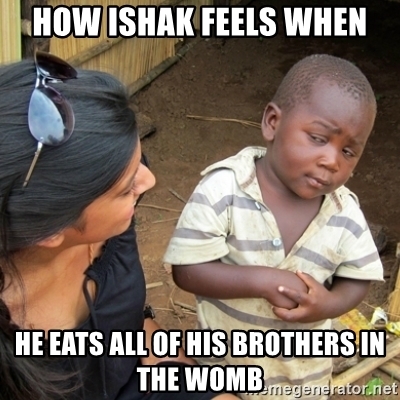 HOW ISHAK FEELS WHEN
HE EATS ALL OF HIS BROTHERS IN
THE WOMB
memegenerator.net